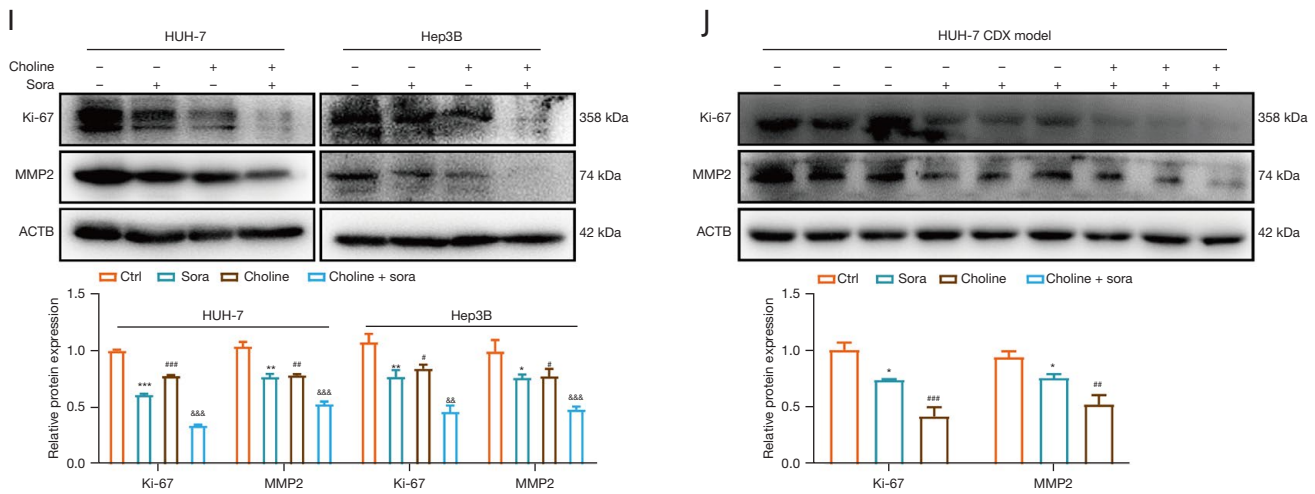 I
HUH-7 Hep3B
Choline – – + + – – + +
Sora – + – + – + – +
Ki-67 358 kDa
MMP2 74 kDa
ACTB 42 kDa
Ctrl Sora Choline Choline + sora
Relative protein expression
1.5
1.0
0.5
0.0
HUH-7 Hep3B
*** ### &&& ** ## &&& ** # && * # &&&
Ki-67 MMP2 Ki-67 MMP2
J
HUH-7 CDX model
– – – – – – + + +
– – – + + + + + +
Ki-67 358 kDa
MMP2 74 kDa
ACTB 42 kDa
Ctrl Sora Choline Choline + sora
Relative protein expression
1.5
1.0
0.5
0.0
* ### * ##
Ki-67 MMP2